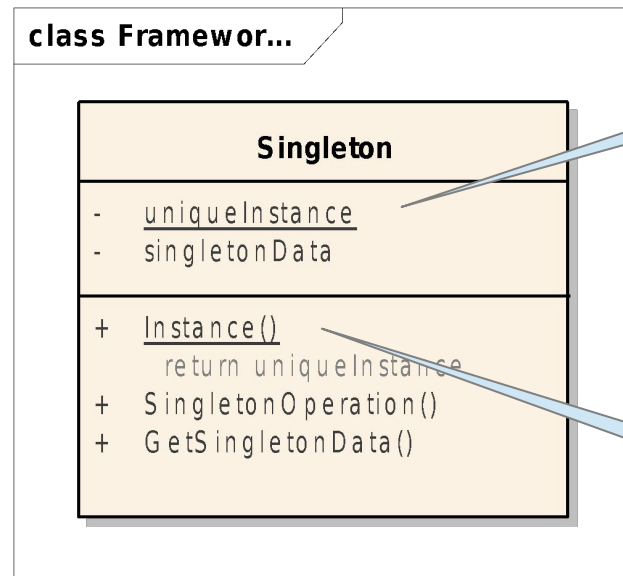 class Framewor...
Singleton
- uniqueInstance
- singletonData
+ Instance()
return uniqueInstance
+ SingletonOperation()
+ GetSingletonData()